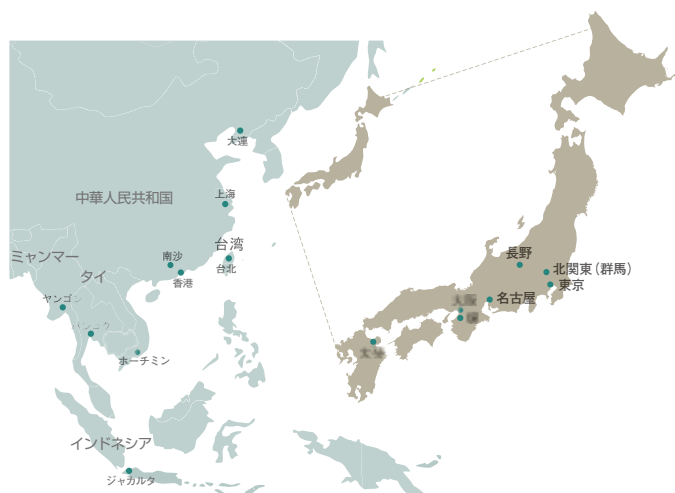 大連
中華人民共和国
上海
台湾
台北
ミャンマー
南沙
香港
タイ
ヤンゴン
ホーチミン
インドネシア
ジャカルタ
長野
北関東(群馬)
東京
名古屋